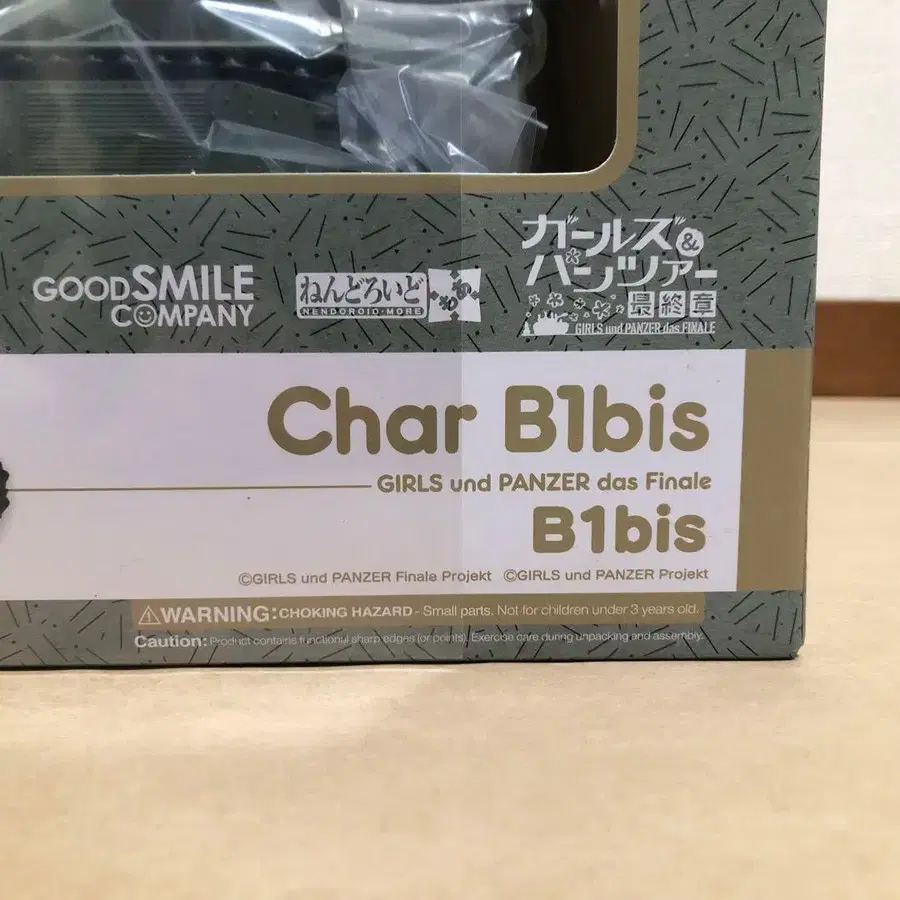 GOODSMILE
COMPANY
ねんどろいど
NENDOROID·MORE
ガールズ&
パンツァー
最終章
GIRLS und PANZER das FINALE
Char B1bis
GIRLS und PANZER das Finale
B1bis
©GIRLS und PANZER Finale Projekt ©GIRLS und PANZER Projekt
WARNING: CHOKING HAZARD - Small parts. Not for children under 3 years old.
Caution: Product contains functional sharp edges (or points). Exercise care during unpacking and assembly.